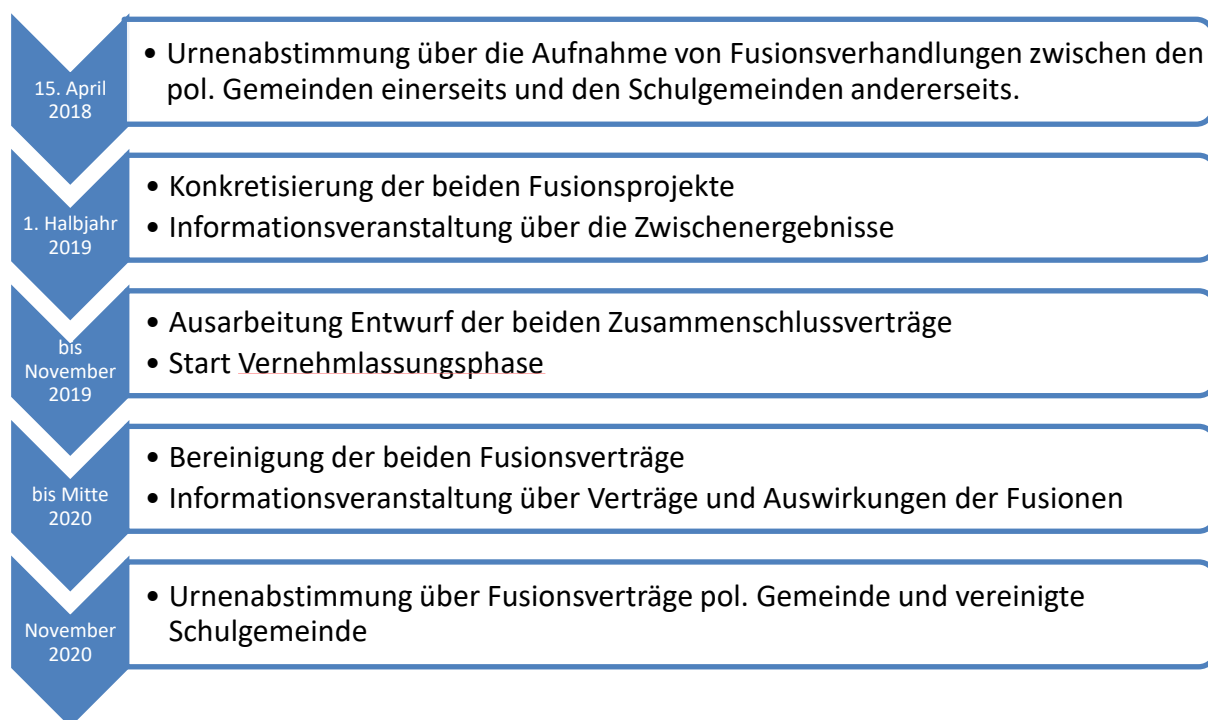 15. April
2018
• Urnenabstimmung über die Aufnahme von Fusionsverhandlungen zwischen den
pol. Gemeinden einerseits und den Schulgemeinden andererseits.
1. Halbjahr
2019
• Konkretisierung der beiden Fusionsprojekte
• Informationsveranstaltung über die Zwischenergebnisse
bis
November
2019
• Ausarbeitung Entwurf der beiden Zusammenschlussverträge
• Start Vernehmlassungsphase
bis Mitte
2020
• Bereinigung der beiden Fusionsverträge
• Informationsveranstaltung über Verträge und Auswirkungen der Fusionen
November
2020
• Urnenabstimmung über Fusionsverträge pol. Gemeinde und vereinigte
Schulgemeinde